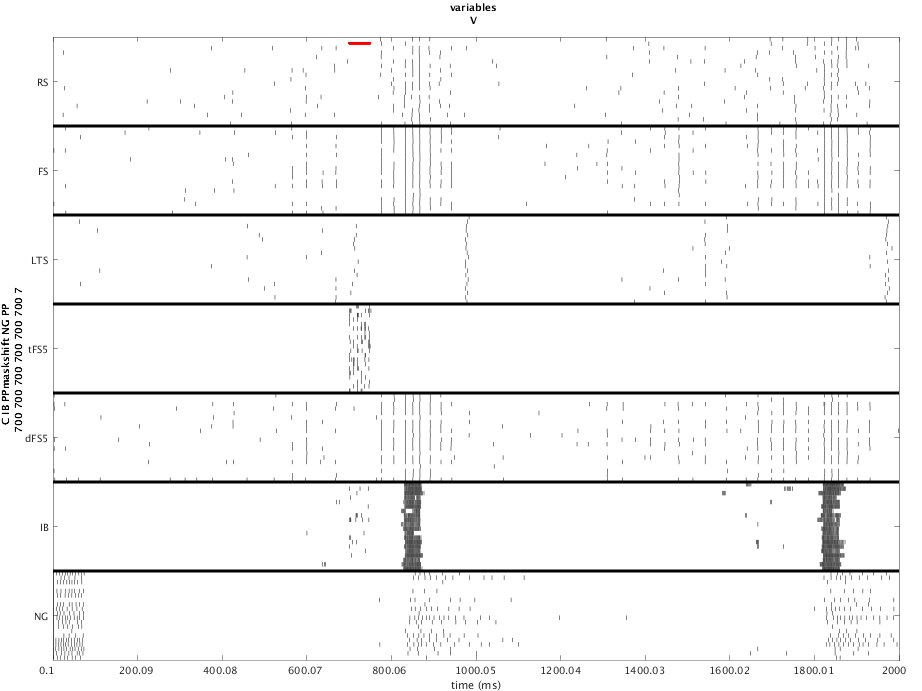 variables
V
RS
FS
LTS
tFS5
dFS5
IB
NG
C IB PPmaskshift NG PP
700 700 700 700 700 700 7
0.1 200.09 400.08 600.07 800.06 1000.05 1200.04 1400.03 1600.02 1800.01 2000
time (ms)